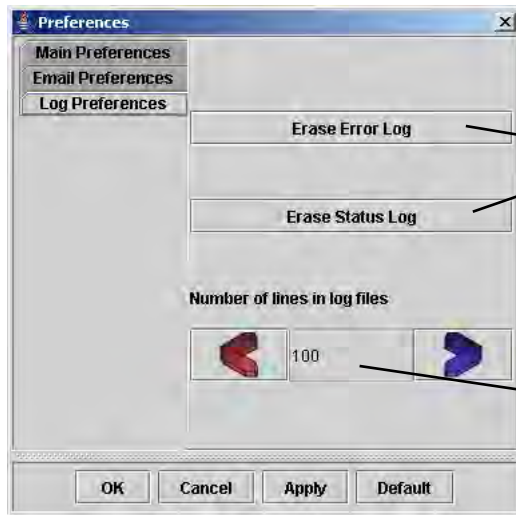 Preferences
Main Preferences
Email Preferences
Log Preferences
Erase Error Log
Erase Status Log
Number of lines in log files
100
OK Cancel Apply Default